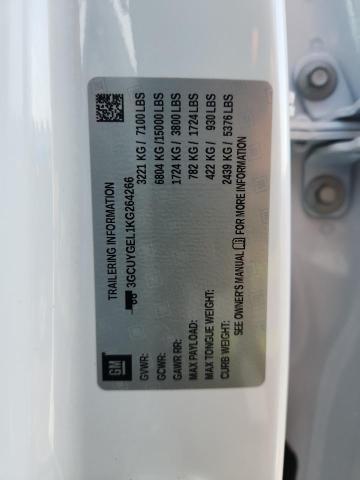 TRAILERING INFORMATION
3GCUYGEL1KG264266
GM
GVWR: 3221 KG / 7100 LBS
GCWR: 6804 KG /15000 LBS
GAWR RR: 1724 KG / 3800 LBS
MAX PAYLOAD: 782 KG / 1724 LBS
MAX TONGUE WEIGHT: 422 KG / 930 LBS
CURB WEIGHT: 2439 KG / 5376 LBS
SEE OWNER'S MANUAL FOR MORE INFORMATION